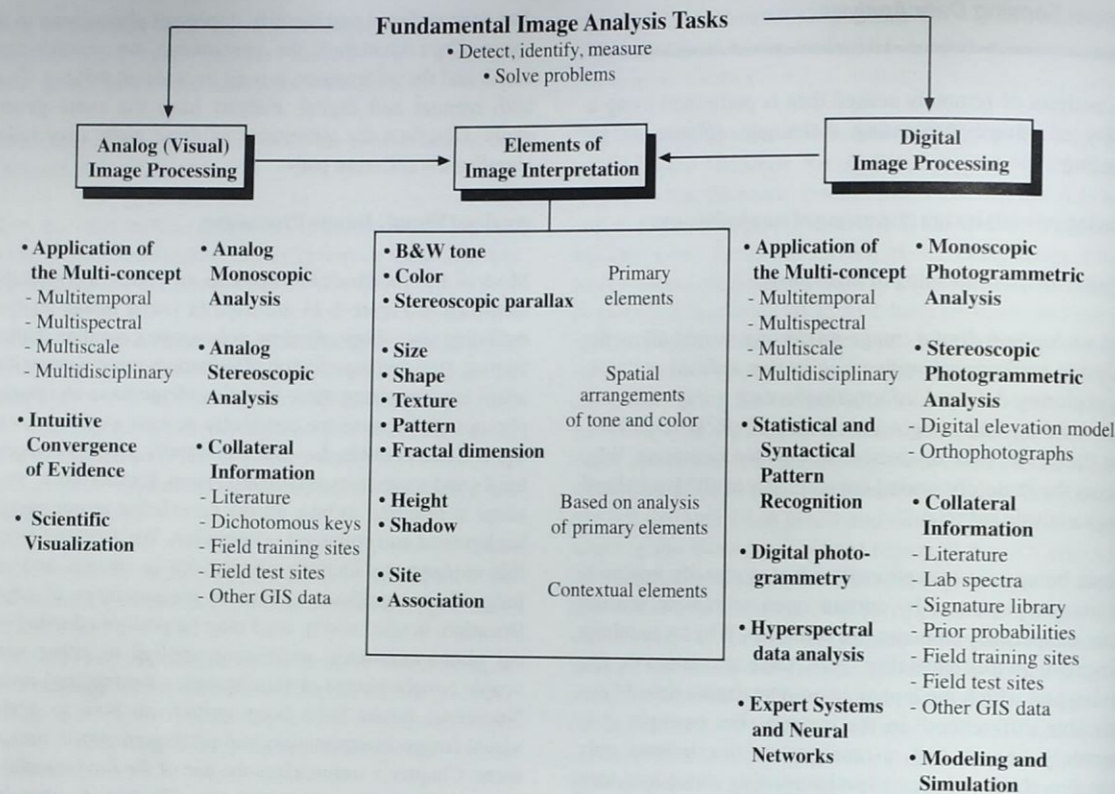 Fundamental Image Analysis Tasks
• Detect, identify, measure
• Solve problems
Analog (Visual)
Image Processing
Elements of
Image Interpretation
Digital
Image Processing
• Application of
the Multi-concept
- Multitemporal
- Multispectral
- Multiscale
- Multidisciplinary
• Intuitive
Convergence
of Evidence
• Scientific
Visualization
• Analog
Monoscopic
Analysis
• Analog
Stereoscopic
Analysis
• Collateral
Information
- Literature
- Dichotomous keys
- Field training sites
- Field test sites
- Other GIS data
• B&W tone
• Color
• Stereoscopic parallax
Primary
elements
• Size
• Shape
• Texture
• Pattern
• Fractal dimension
Spatial
arrangements
of tone and color
• Height
• Shadow
Based on analysis
of primary elements
• Site
• Association
Contextual elements
• Application of
the Multi-concept
- Multitemporal
- Multispectral
- Multiscale
- Multidisciplinary
• Statistical and
Syntactical
Pattern
Recognition
• Digital photo-
grammetry
• Hyperspectral
data analysis
• Expert Systems
and Neural
Networks
• Monoscopic
Photogrammetric
Analysis
• Stereoscopic
Photogrammetric
Analysis
- Digital elevation model
- Orthophotographs
• Collateral
Information
- Literature
- Lab spectra
- Signature library
- Prior probabilities
- Field training sites
- Field test sites
- Other GIS data
• Modeling and
Simulation